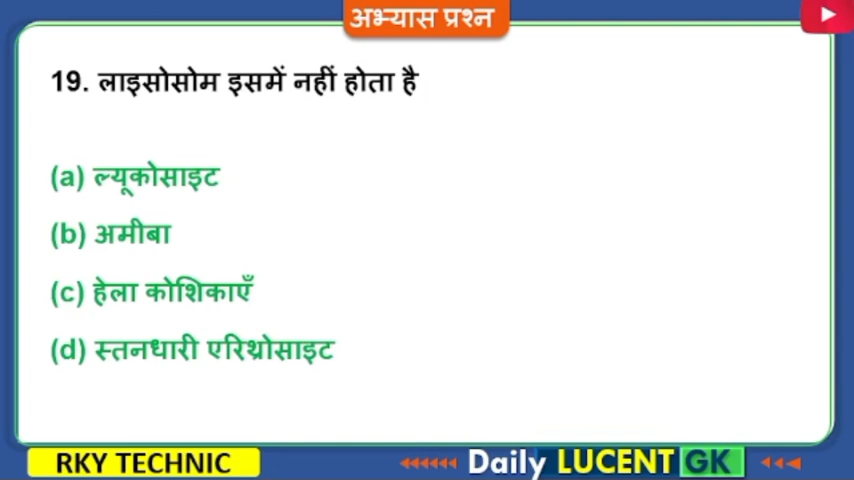 अभ्यास प्रश्न
19. लाइसोसोम इसमें नहीं होता है
(a) ल्यूकोसाइट
(b) अमीबा
(c) हेला कोशिकाएँ
(d) स्तनधारी एरिथ्रोसाइट
RKY TECHNIC
Daily LUCENT GK